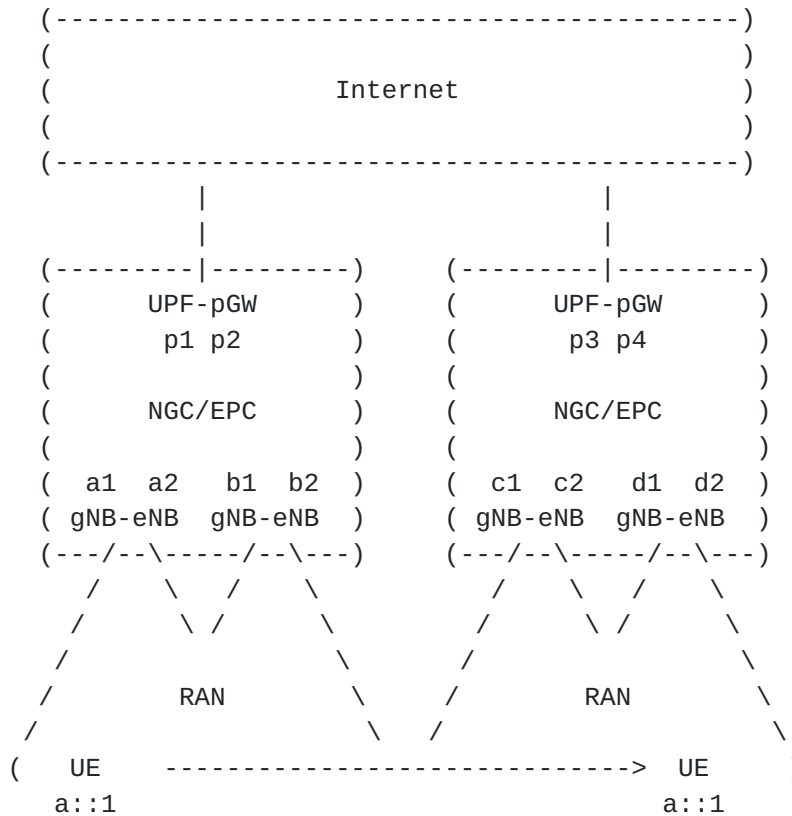 (--------------------------------------------)
( )
( Internet )
( )
(--------------------------------------------)
| |
| |
(---------|---------) (---------|---------)
( UPF-pGW ) ( UPF-pGW )
( p1 p2 ) ( p3 p4 )
( ) ( )
( NGC/EPC ) ( NGC/EPC )
( ) ( )
( a1 a2 b1 b2 ) ( c1 c2 d1 d2 )
( gNB-eNB gNB-eNB ) ( gNB-eNB gNB-eNB )
(---/--\-----/--\---) (---/--\-----/--\---)
/ \ / \ / \ / \
/ \ / \ / \ / \
/ \ / \
/ RAN \ / RAN \
/ \ / \
( UE ------------------------------> UE )
a::1 a::1